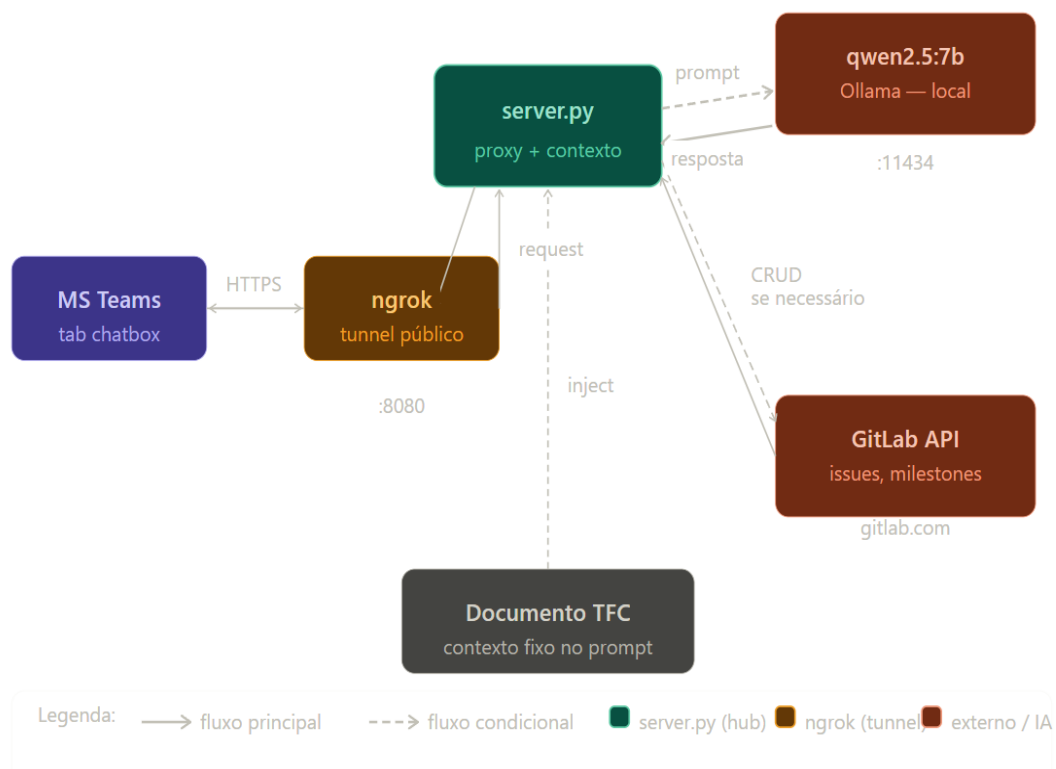 qwen2.5:7b
Ollama — local
:11434
prompt
server.py
proxy + contexto
resposta
request
HTTPS
MS Teams
tab chatbox
ngrok
tunnel público
:8080
CRUD
se necessário
inject
GitLab API
issues, milestones
gitlab.com
Documento TFC
contexto fixo no prompt
Legenda:
fluxo principal
fluxo condicional
server.py (hub)
ngrok (tunnel)
externo / IA